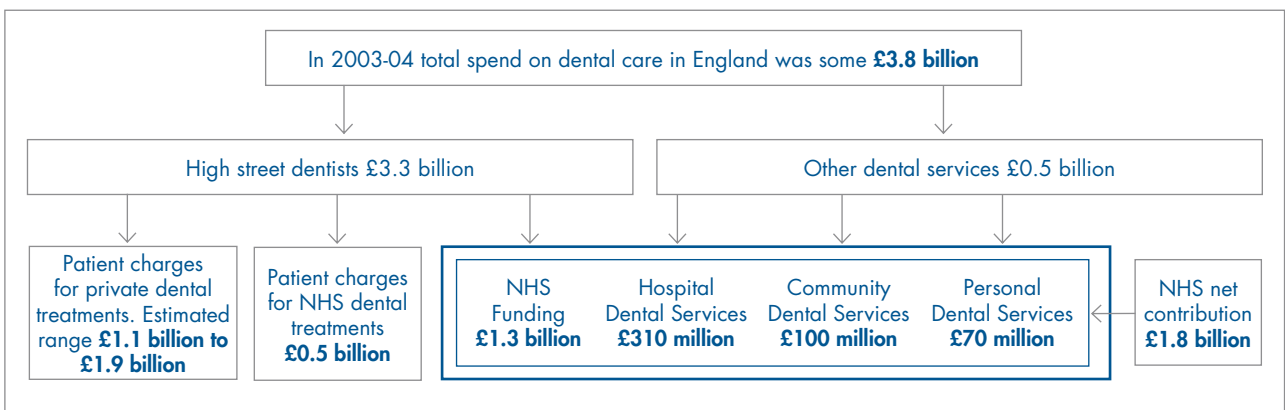 In 2003-04 total spend on dental care in England was some £3.8 billion
High street dentists £3.3 billion
Other dental services £0.5 billion
Patient charges
for private dental
treatments. Estimated
range £1.1 billion to
£1.9 billion
Patient charges
for NHS dental
treatments
£0.5 billion
NHS
Funding
£1.3 billion
Hospital
Dental Services
£310 million
Community
Dental Services
£100 million
Personal
Dental Services
£70 million
NHS net
contribution
£1.8 billion